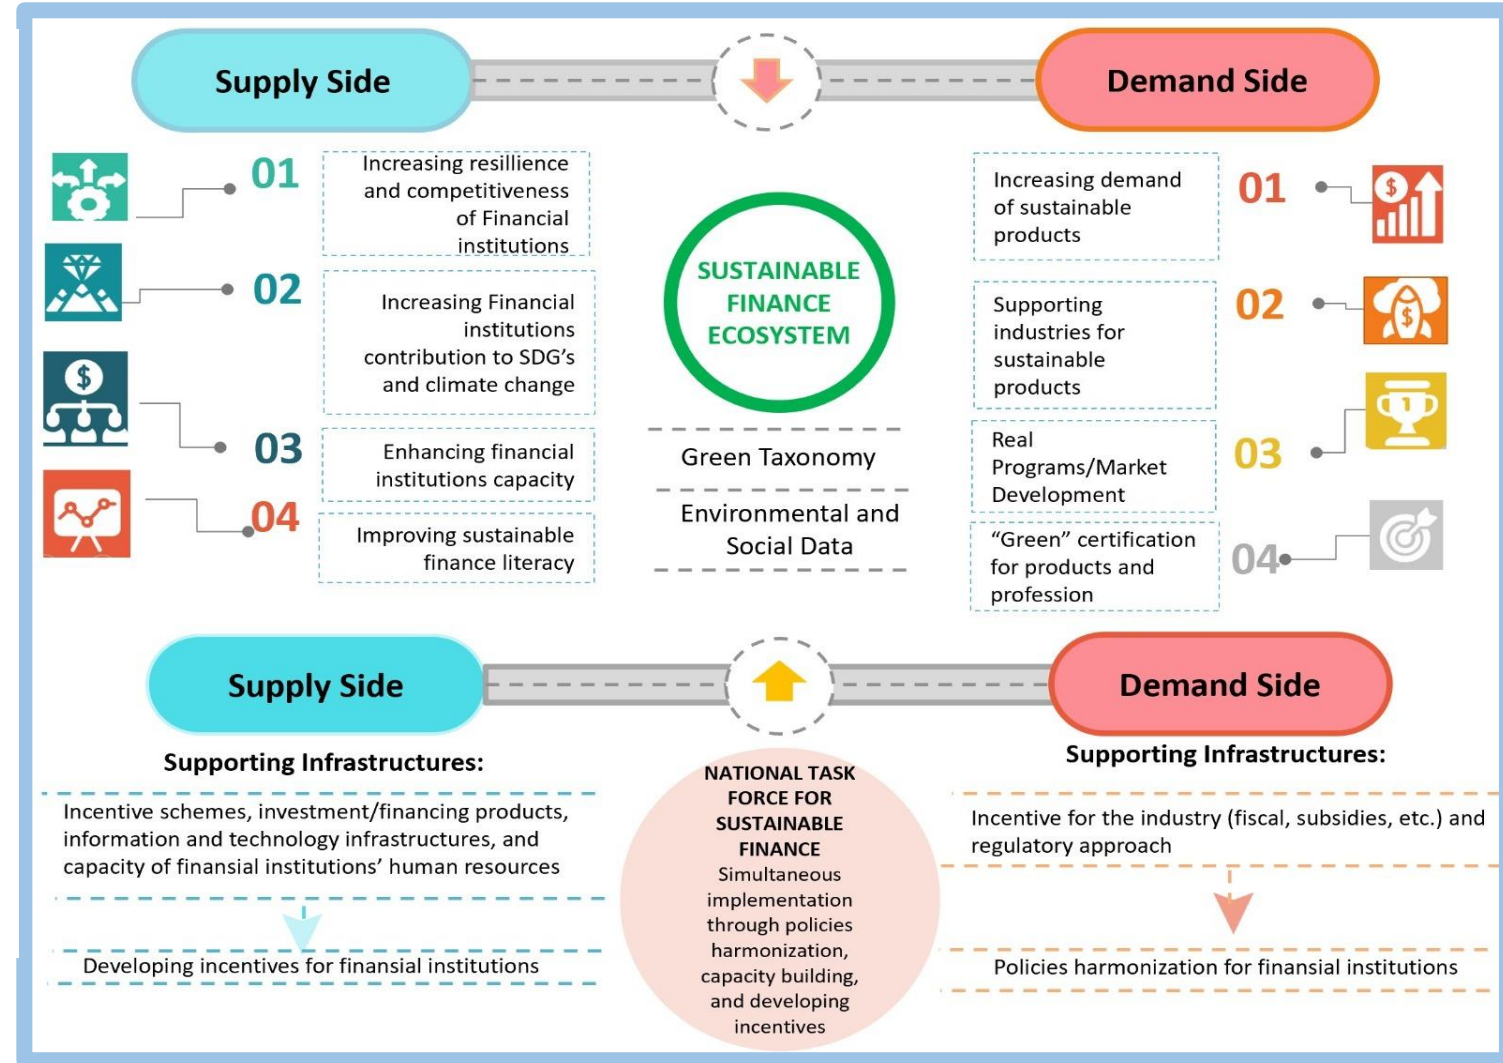 Supply Side
Demand Side
01
Increasing resillience
and competitiveness
of Financial
institutions
02
Increasing Financial
institutions
contribution to SDG's
and climate change
03
Enhancing financial
institutions capacity
04
Improving sustainable
finance literacy
SUSTAINABLE
FINANCE
ECOSYSTEM
Green Taxonomy
Environmental and
Social Data
Increasing demand
of sustainable
products
01
$
Supporting
industries for
sustainable
products
02
$
Real
Programs/Market
Development
03
1
"Green" certification
for products and
profession
04
$
Supply Side
Demand Side
Supporting Infrastructures:
Incentive schemes, investment/financing products,
information and technology infrastructures, and
capacity of financial institutions' human resources
Developing incentives for finansial institutions
NATIONAL TASK
FORCE FOR
SUSTAINABLE
FINANCE
Simultaneous
implementation
through policies
harmonization,
capacity building,
and developing
incentives
Supporting Infrastructures:
Incentive for the industry (fiscal, subsidies, etc.) and
regulatory approach
Policies harmonization for finansial institutions